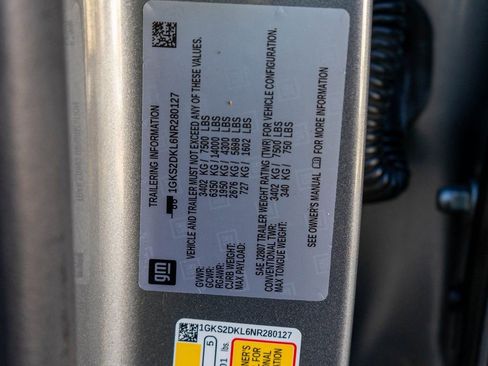 TRAILERING INFORMATION
1GKS2DKL6NR280127
VEHICLE AND TRAILER MUST NOT EXCEED ANY OF THESE VALUES.
GVWR: 3402 KG / 7500 LBS
GCWR: 6350 KG / 14000 LBS
RGAWR: 1950 KG / 4300 LBS
CURB WEIGHT: 2676 KG / 5898 LBS
MAX PAYLOAD: 727 KG / 1602 LBS
SAE J2807 TRAILER WEIGHT RATING (TWR) FOR VEHICLE CONFIGURATION.
CONVENTIONAL TWR: 3402 KG / 7500 LBS
MAX TONGUE WEIGHT: 340 KG / 750 LBS
SEE OWNER'S MANUAL FOR MORE INFORMATION
gm
1GKS2DKL6NR280127
5
lbs.